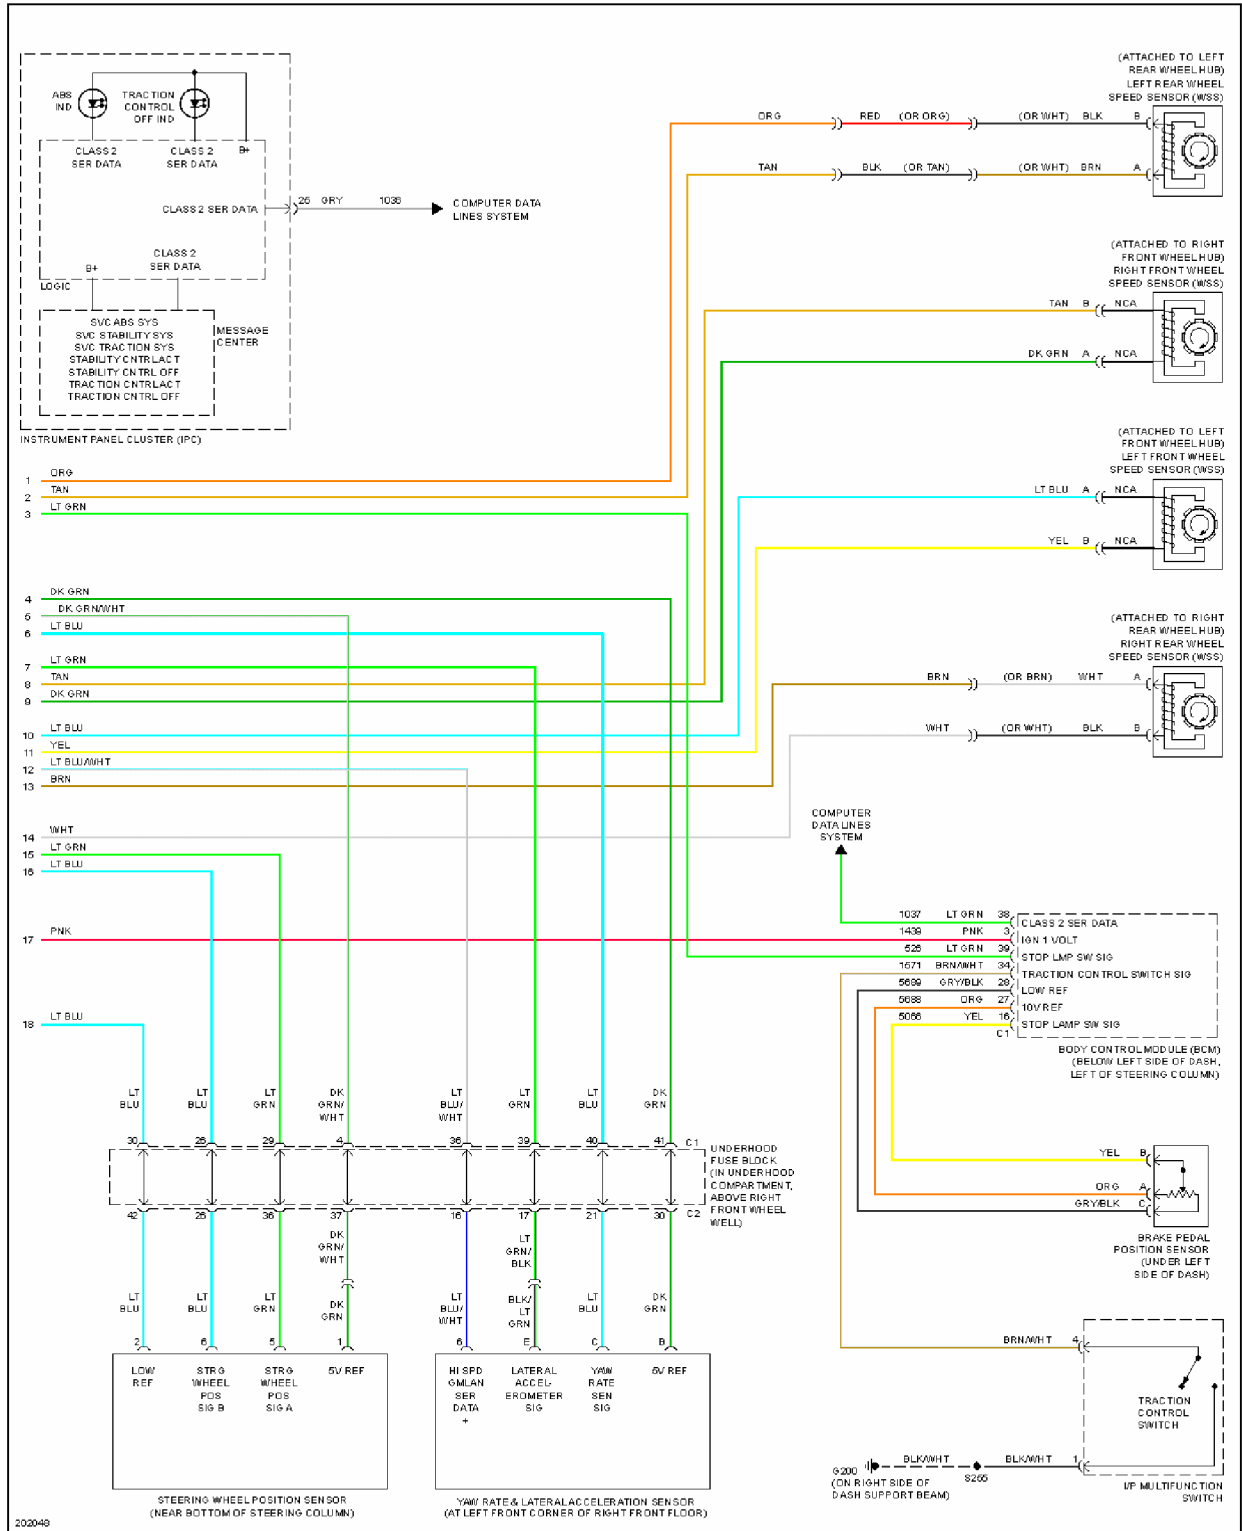 ABS
IND
TRACTION
CONTROL
OFF IND
CLASS 2
SER DATA
CLASS 2
SER DATA
B+
CLASS 2 SER DATA
26 GRY 1036
COMPUTER DATA
LINES SYSTEM
CLASS 2
SER DATA
B+
LOGIC
SVC ABS SYS
SVC STABILITY SYS
SVC TRACTION SYS
STABILITY CNTRL ACT
STABILITY CNTRL OFF
TRACTION CNTRL ACT
TRACTION CNTRL OFF
MESSAGE
CENTER
INSTRUMENT PANEL CLUSTER (IPC)
(ATTACHED TO LEFT
REAR WHEEL HUB)
LEFT REAR WHEEL
SPEED SENSOR (WSS)
ORG RED (OR ORG) (OR WHT) BLK B
TAN BLK (OR TAN) (OR WHT) BRN A
(ATTACHED TO RIGHT
FRONT WHEEL HUB)
RIGHT FRONT WHEEL
SPEED SENSOR (WSS)
TAN B NCA
DK GRN A NCA
(ATTACHED TO LEFT
FRONT WHEEL HUB)
LEFT FRONT WHEEL
SPEED SENSOR (WSS)
LT BLU A NCA
YEL B NCA
(ATTACHED TO RIGHT
REAR WHEEL HUB)
RIGHT REAR WHEEL
SPEED SENSOR (WSS)
BRN (OR BRN) WHT A
WHT (OR WHT) BLK B
1 ORG
2 TAN
3 LT GRN
4 DK GRN
5 DK GRN/WHT
6 LT BLU
7 LT GRN
8 TAN
9 DK GRN
10 LT BLU
11 YEL
12 LT BLU/WHT
13 BRN
14 WHT
15 LT GRN
16 LT BLU
17 PNK
18 LT BLU
COMPUTER
DATA LINES
SYSTEM
1037 LT GRN 38 CLASS 2 SER DATA
1439 PNK 3 IGN 1 VOLT
526 LT GRN 39 STOP LMP SW SIG
1571 BRN/WHT 34 TRACTION CONTROL SWITCH SIG
5689 GRY/BLK 28 LOW REF
5688 ORG 27 10V REF
5066 YEL 16 STOP LAMP SW SIG
C1
BODY CONTROL MODULE (BCM)
(BELOW LEFT SIDE OF DASH,
LEFT OF STEERING COLUMN)
LT
BLU
LT
BLU
LT
GRN
DK
GRN/
WHT
LT
BLU/
WHT
LT
GRN
LT
BLU
DK
GRN
30 26 29 4 36 39 40 41 C1
UNDERHOOD
FUSE BLOCK
(IN UNDERHOOD
COMPARTMENT,
ABOVE RIGHT
FRONT WHEEL
WELL)
42 25 36 37 16 17 21 30 C2
DK
GRN/
WHT
LT
GRN/
BLK
LT
BLU
LT
BLU
LT
GRN
DK
GRN
LT
BLU/
WHT
BLK/
LT
GRN
LT
BLU
DK
GRN
2 6 5 1 6 E C B
LOW
REF
STRG
WHEEL
POS
SIG B
STRG
WHEEL
POS
SIG A
5V REF
HI SPD
GMLAN
SER
DATA
+
LATERAL
ACCEL-
EROMETER
SIG
YAW
RATE
SEN
SIG
5V REF
STEERING WHEEL POSITION SENSOR
(NEAR BOTTOM OF STEERING COLUMN)
YAW RATE & LATERAL ACCELERATION SENSOR
(AT LEFT FRONT CORNER OF RIGHT FRONT FLOOR)
YEL B
ORG A
GRY/BLK C
BRAKE PEDAL
POSITION SENSOR
(UNDER LEFT
SIDE OF DASH)
BRN/WHT 4
TRACTION
CONTROL
SWITCH
BLK/WHT BLK/WHT 1
G200
(ON RIGHT SIDE OF
DASH SUPPORT BEAM)
S265
I/P MULTIFUNCTION
SWITCH
202048